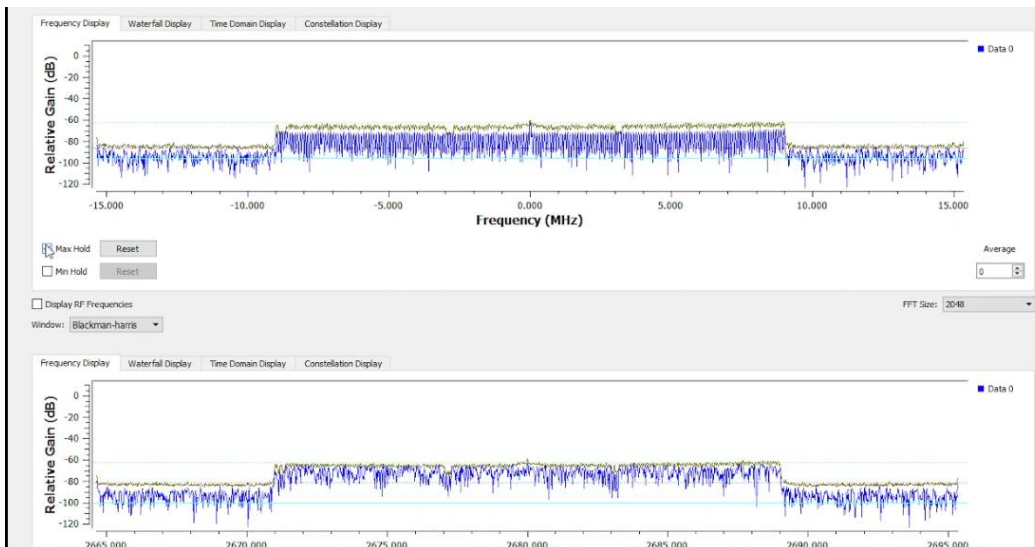 Frequency Display Waterfall Display Time Domain Display Constellation Display
Relative Gain (dB)
0
-20
-40
-60
-80
-100
-120
Data 0
-15.000 -10.000 -5.000 0.000 5.000 10.000 15.000
Frequency (MHz)
Max Hold Reset Average
Min Hold Reset 0
Display RF Frequencies FFT Size: 2048
Window: Blackman-harris
Frequency Display Waterfall Display Time Domain Display Constellation Display
Relative Gain (dB)
0
-20
-40
-60
-80
-100
-120
Data 0
2665.000 2670.000 2675.000 2680.000 2685.000 2690.000 2695.000